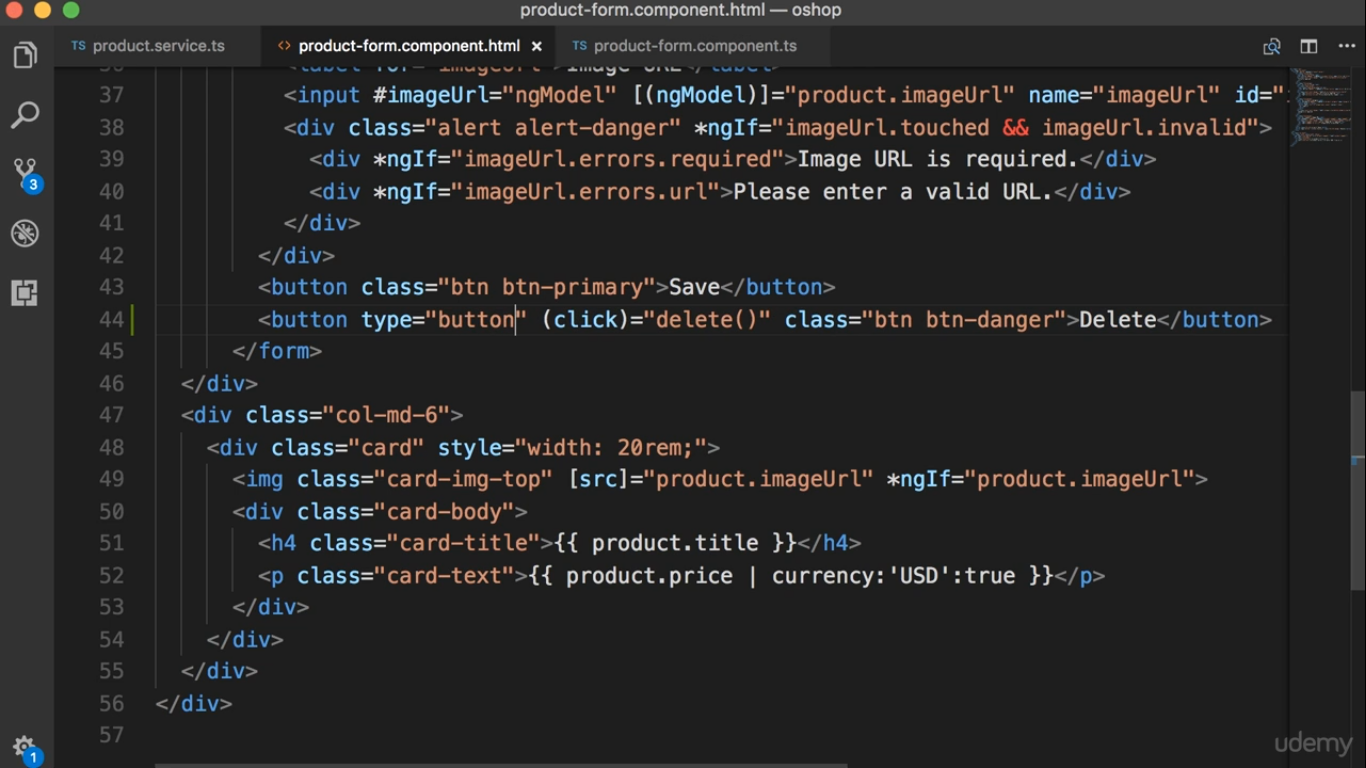 product-form.component.html — oshop
TS product.service.ts <> product-form.component.html × TS product-form.component.ts ···
36 <label for="imageUrl">Image URL</label>
37 <input #imageUrl="ngModel" [(ngModel)]="product.imageUrl" name="imageUrl" id="
38 <div class="alert alert-danger" *ngIf="imageUrl.touched && imageUrl.invalid">
39 <div *ngIf="imageUrl.errors.required">Image URL is required.</div>
40 <div *ngIf="imageUrl.errors.url">Please enter a valid URL.</div>
41 </div>
42 </div>
43 <button class="btn btn-primary">Save</button>
44 <button type="button" (click)="delete()" class="btn btn-danger">Delete</button>
45 </form>
46 </div>
47 <div class="col-md-6">
48 <div class="card" style="width: 20rem;">
49 <img class="card-img-top" [src]="product.imageUrl" *ngIf="product.imageUrl">
50 <div class="card-body">
51 <h4 class="card-title">{{ product.title }}</h4>
52 <p class="card-text">{{ product.price | currency:'USD':true }}</p>
53 </div>
54 </div>
55 </div>
56 </div>
57
3
1
udemy